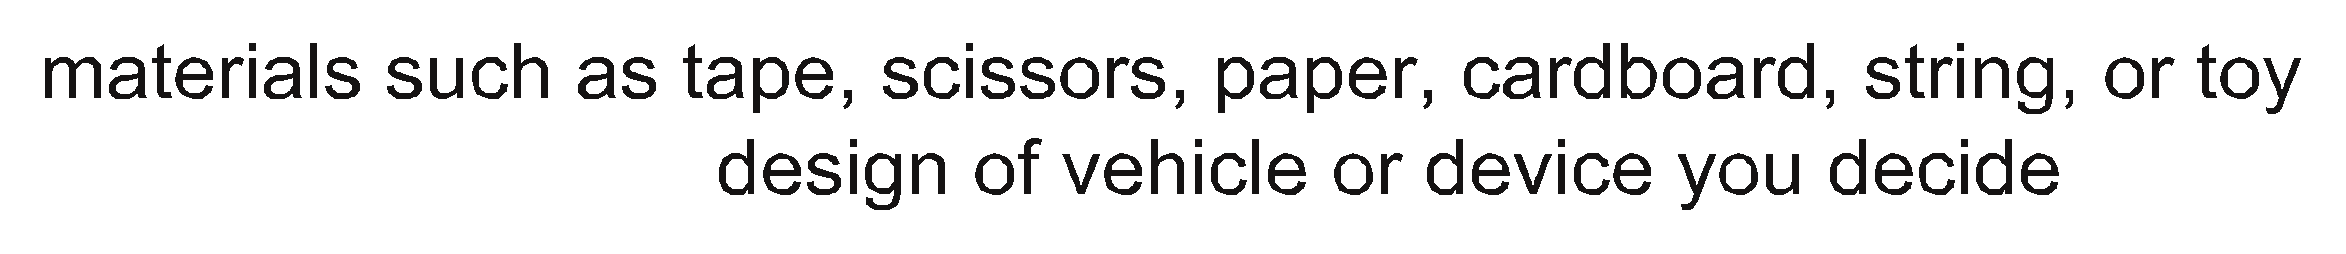 materials such as tape, scissors, paper, cardboard, string, or toy
design of vehicle or device you decide